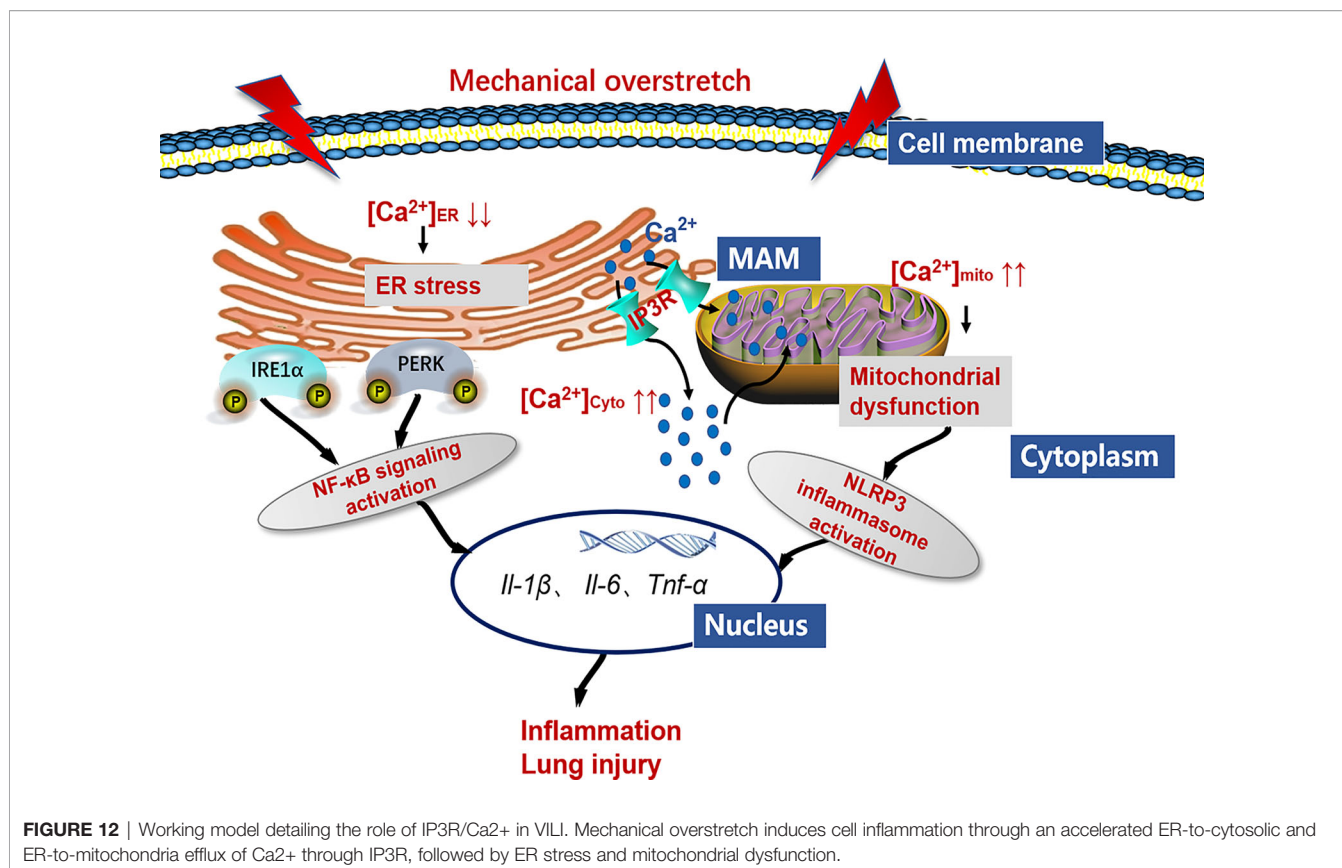 Mechanical overstretch
Cell membrane
[Ca2+]ER ↓↓
Ca2+
MAM
[Ca2+]mito ↑↑
ER stress
IP3R
IRE1α
PERK
P
P
P
P
[Ca2+]Cyto ↑↑
Mitochondrial
dysfunction
Cytoplasm
NF-κB signaling
activation
NLRP3
inflammasome
activation
Il-1β、 Il-6、Tnf-α
Nucleus
Inflammation
Lung injury
FIGURE 12 | Working model detailing the role of IP3R/Ca2+ in VILI. Mechanical overstretch induces cell inflammation through an accelerated ER-to-cytosolic and
ER-to-mitochondria efflux of Ca2+ through IP3R, followed by ER stress and mitochondrial dysfunction.